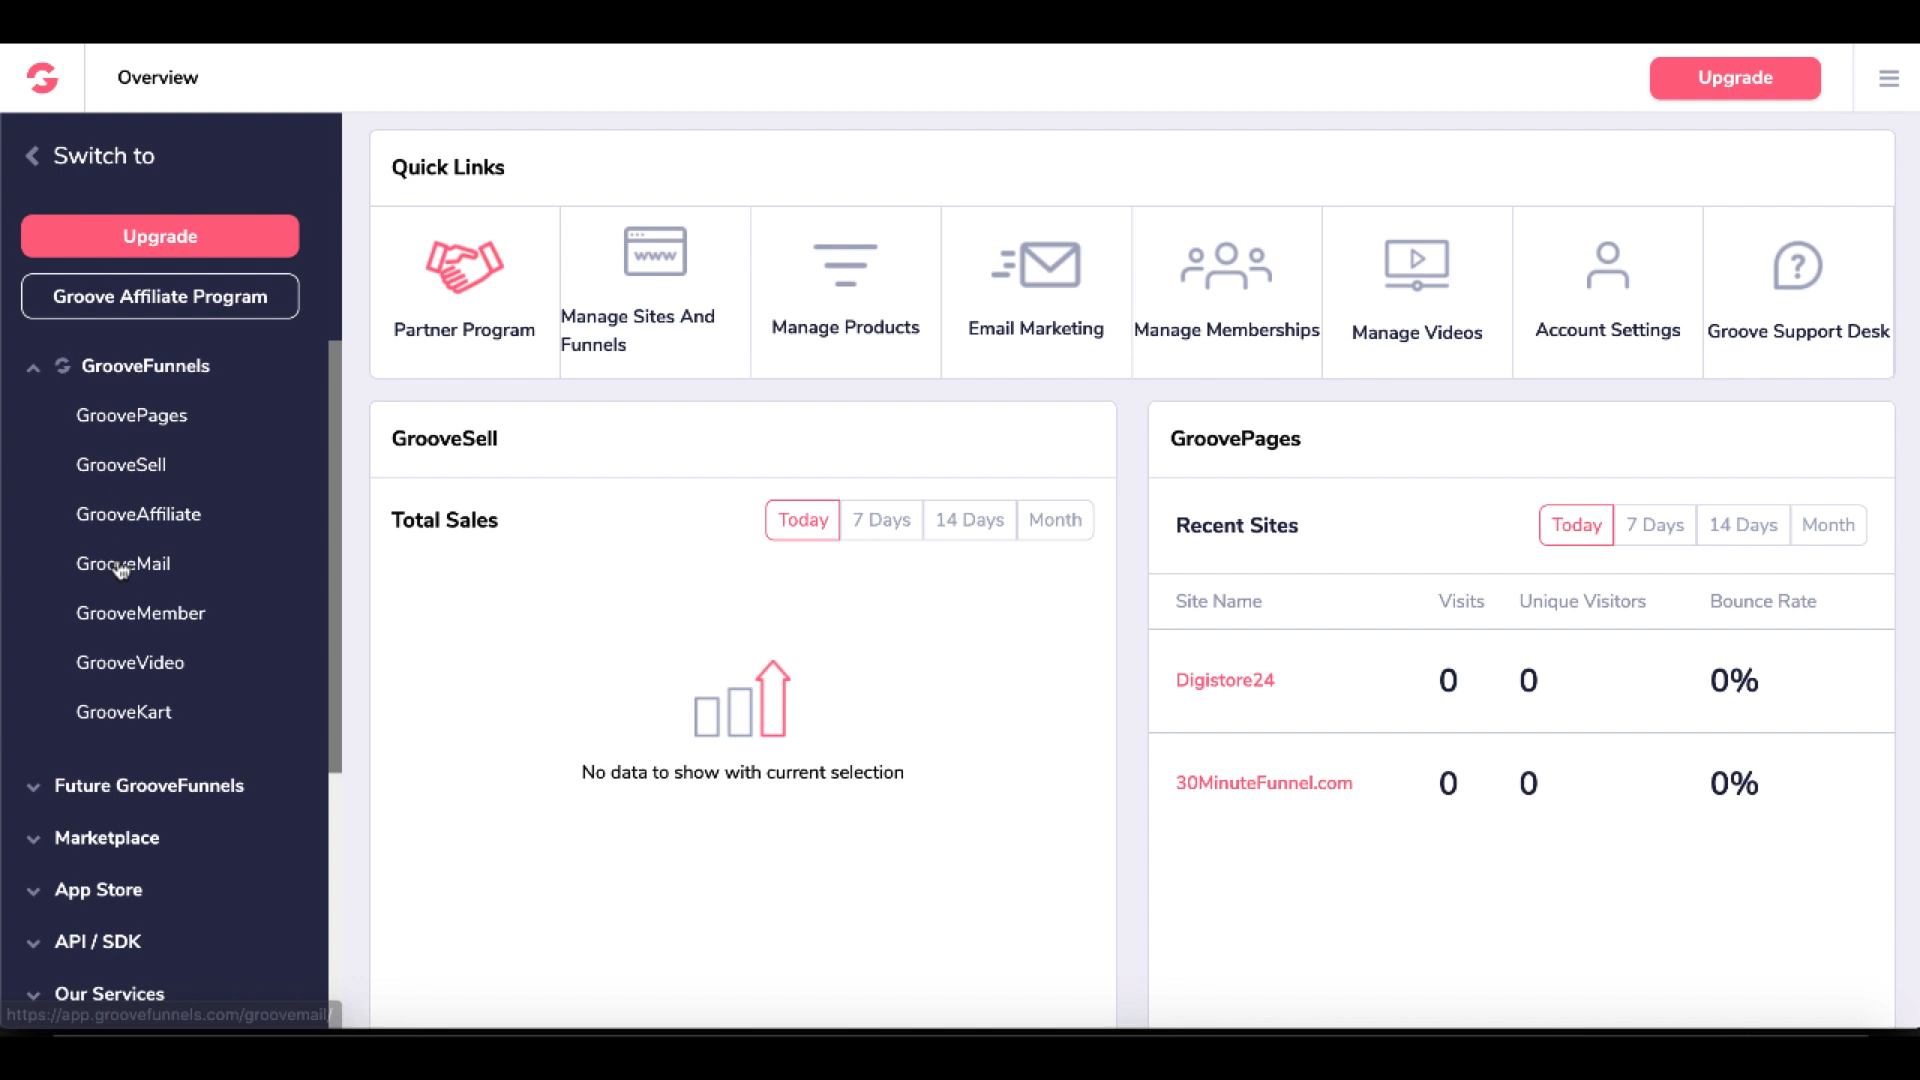 Overview
Upgrade
Switch to
Upgrade
Groove Affiliate Program
GrooveFunnels
GroovePages
GrooveSell
GrooveAffiliate
GrooveMail
GrooveMember
GrooveVideo
GrooveKart
Future GrooveFunnels
Marketplace
App Store
API / SDK
Our Services
https://app.groovefunnels.com/groovemail/
Quick Links
Partner Program
WWW
Manage Sites And
Funnels
Manage Products
Email Marketing
Manage Memberships
Manage Videos
Account Settings
?
Groove Support Desk
GrooveSell
Total Sales
Today 7 Days 14 Days Month
No data to show with current selection
GroovePages
Recent Sites
Today 7 Days 14 Days Month
Site Name Visits Unique Visitors Bounce Rate
Digistore24 0 0 0%
30MinuteFunnel.com 0 0 0%